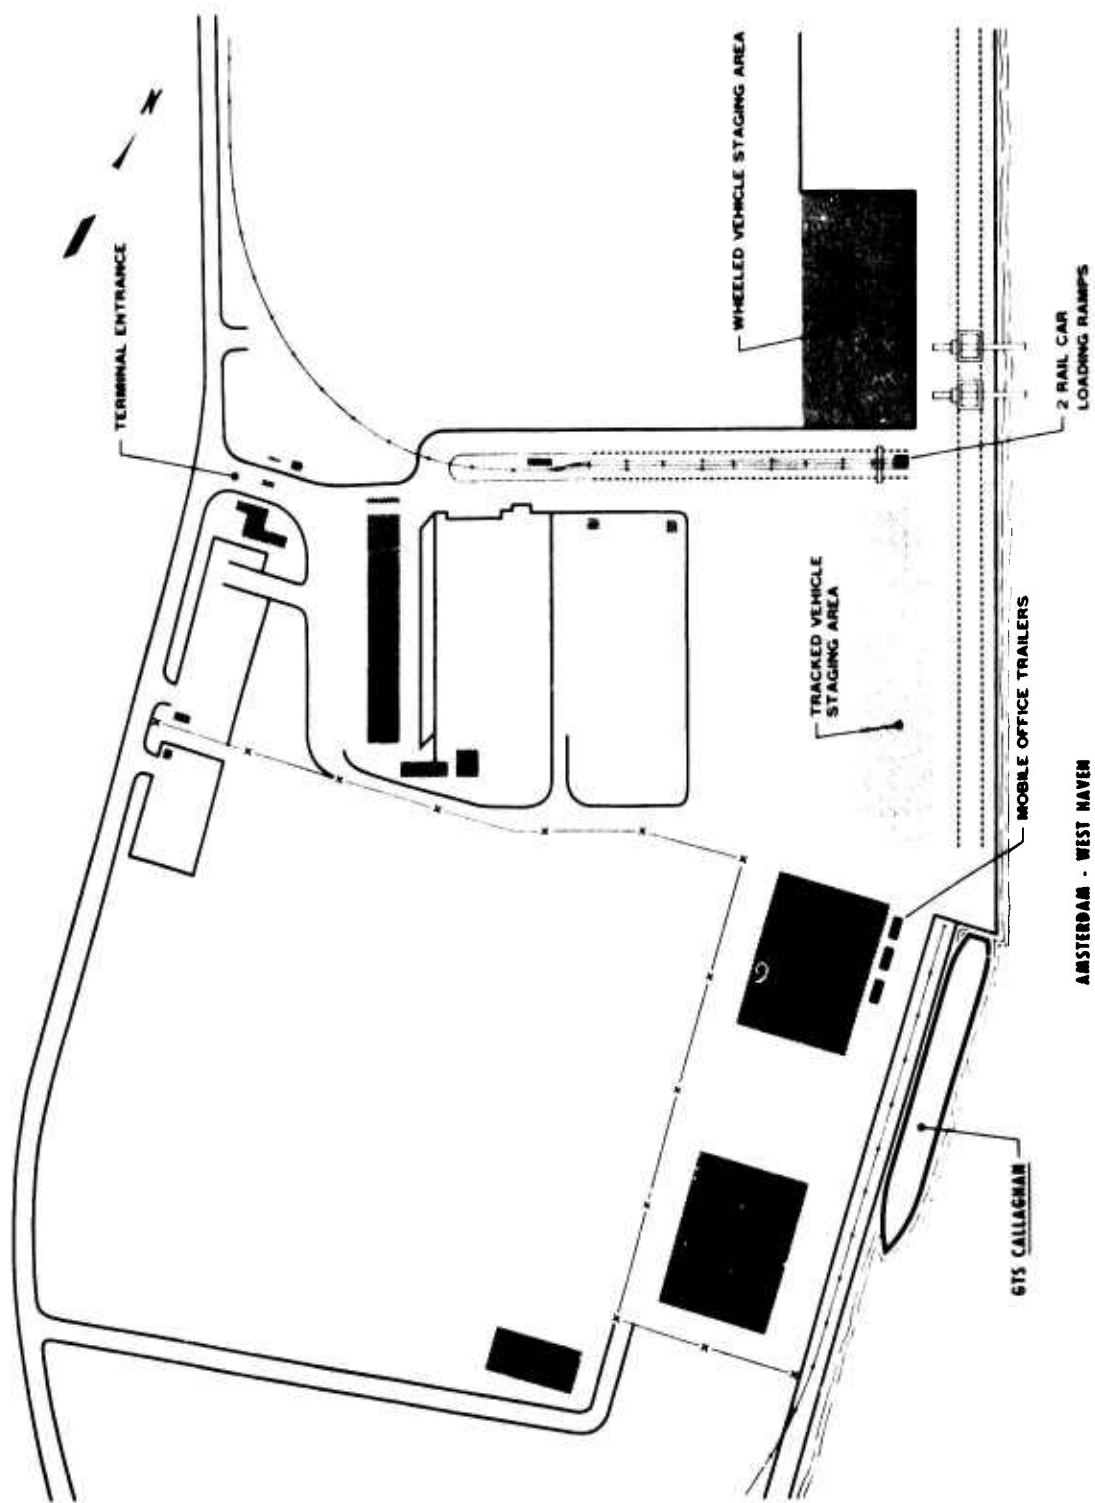 N
TERMINAL ENTRANCE
WHEELED VEHICLE STAGING AREA
2 RAIL CAR
LOADING RAMPS
TRACKED VEHICLE
STAGING AREA
MOBILE OFFICE TRAILERS
9
GTS CALLAGHAN
AMSTERDAM - WEST HAVEN